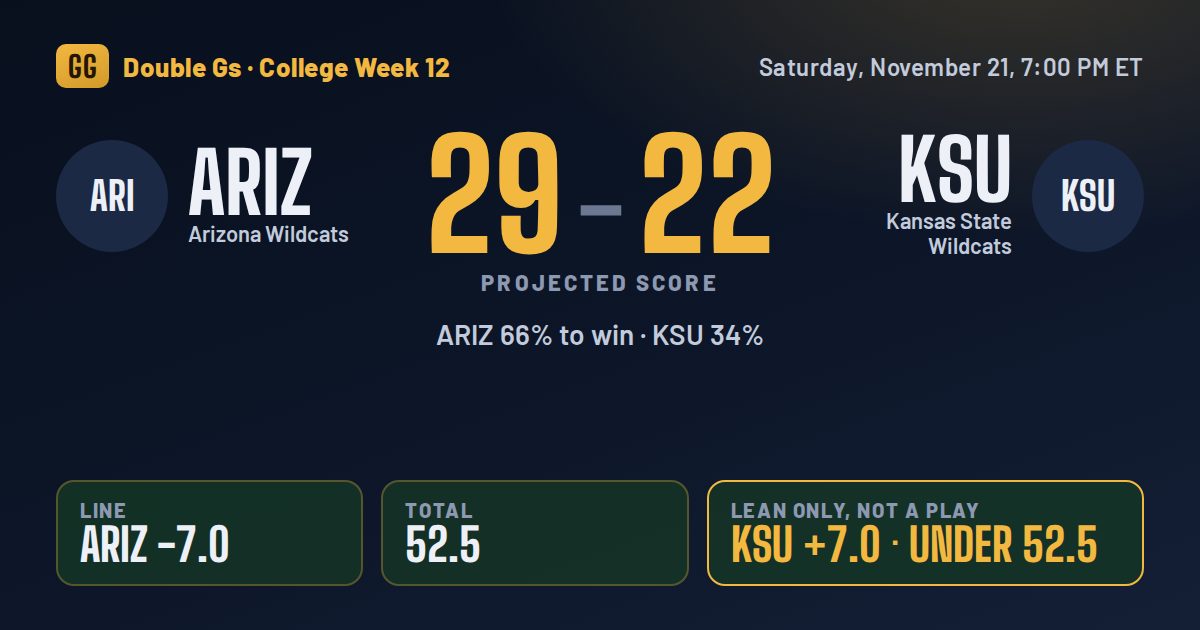 GG Double Gs · College Week 12
Saturday, November 21, 7:00 PM ET
ARI
ARIZ
Arizona Wildcats
29 – 22
PROJECTED SCORE
ARIZ 66% to win · KSU 34%
KSU
Kansas State
Wildcats
KSU
LINE
ARIZ −7.0
TOTAL
52.5
LEAN ONLY, NOT A PLAY
KSU +7.0 · UNDER 52.5